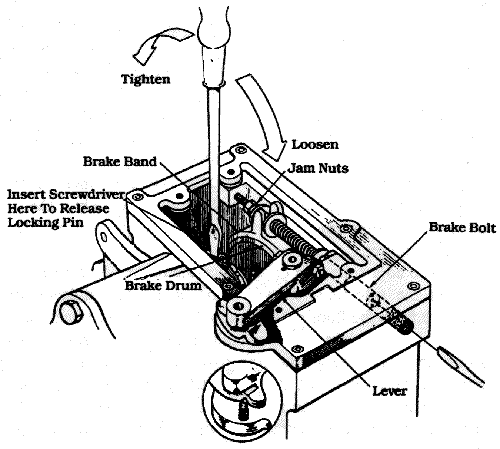 Tighten
Loosen
Brake Band
Jam Nuts
Insert Screwdriver
Here To Release
Locking Pin
Brake Bolt
Brake Drum
Lever